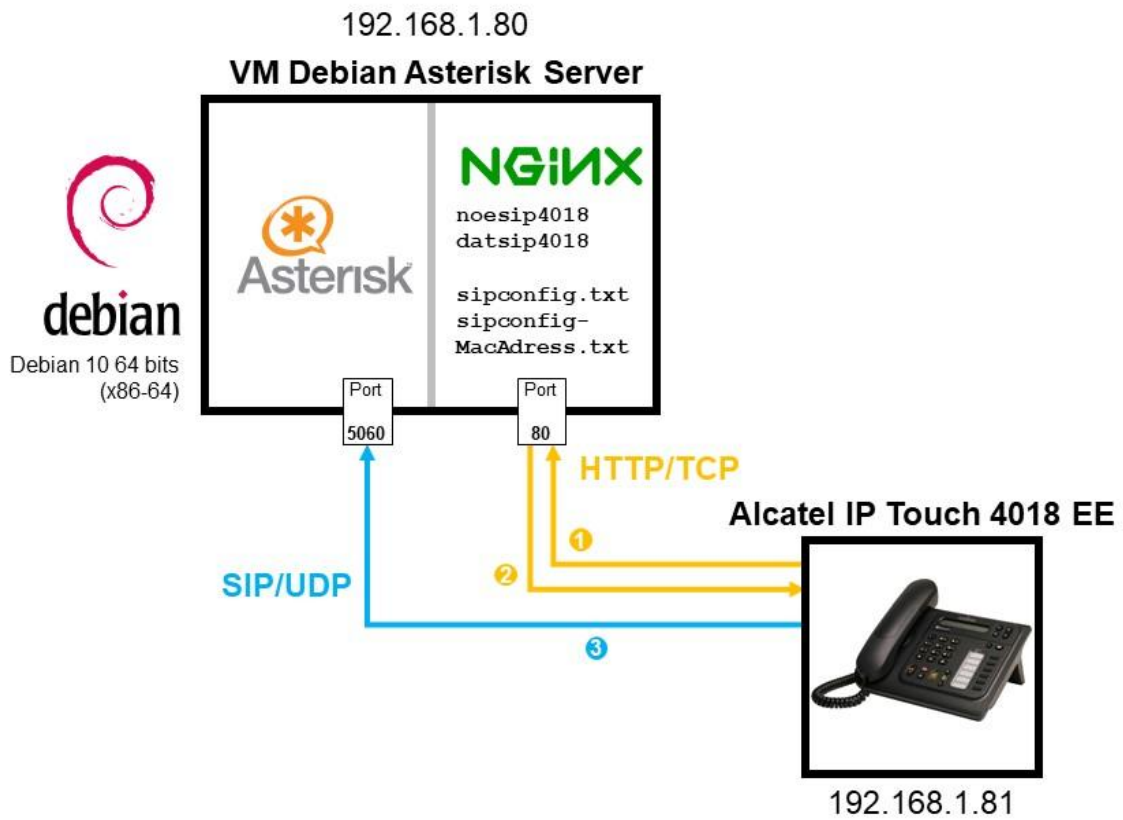 192.168.1.80
VM Debian Asterisk Server
NGiNX
noesip4018
datsip4018
Asterisk
sipconfig.txt
sipconfig-
MacAdress.txt
debian
Debian 10 64 bits
(x86-64)
Port
5060
Port
80
HTTP/TCP
Alcatel IP Touch 4018 EE
1
2
SIP/UDP
3
192.168.1.81